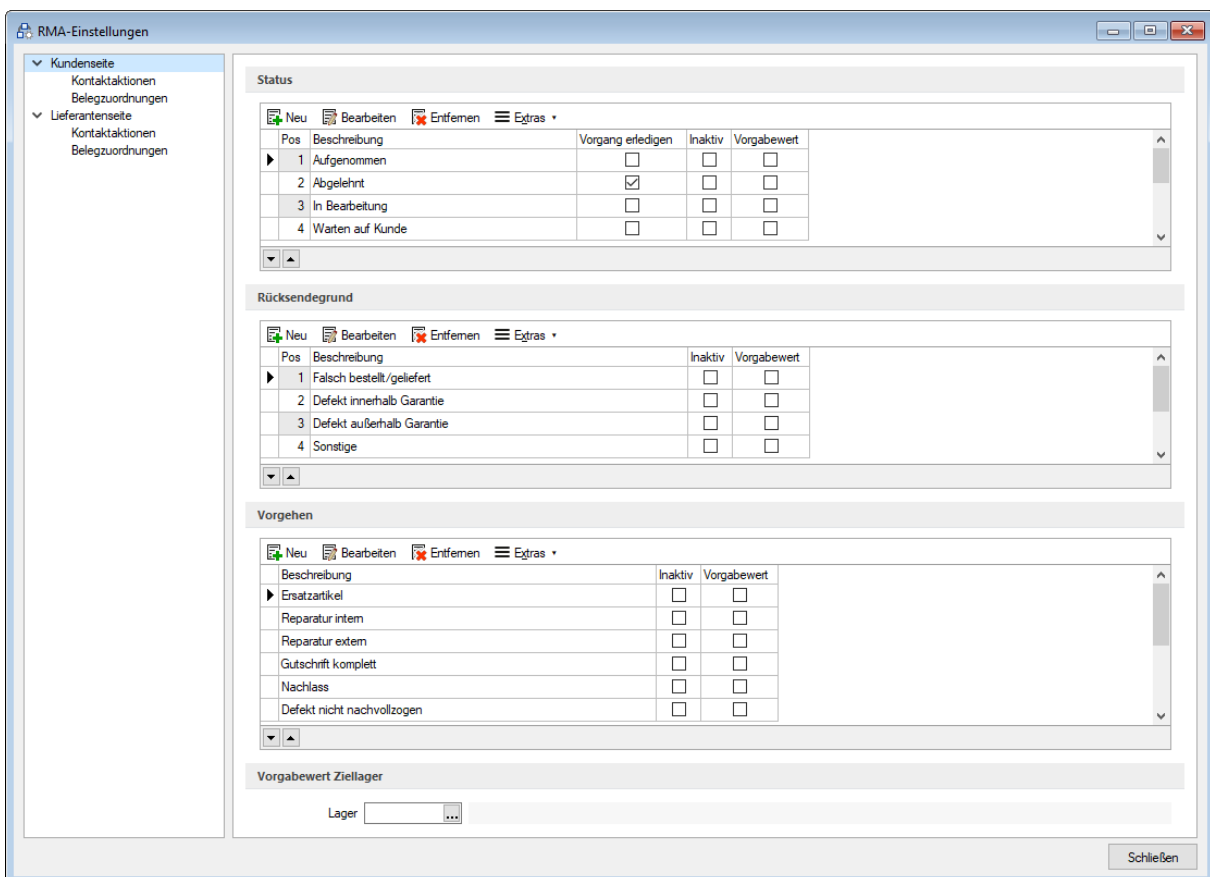 RMA-Einstellungen
Kundenseite
Kontaktaktionen
Belegzuordnungen
Lieferantenseite
Kontaktaktionen
Belegzuordnungen
Status
Neu Bearbeiten Entfernen Extras
Pos Beschreibung Vorgang erledigen Inaktiv Vorgabewert
1 Aufgenommen
2 Abgelehnt
3 In Bearbeitung
4 Warten auf Kunde
Rücksendegrund
Neu Bearbeiten Entfernen Extras
Pos Beschreibung Inaktiv Vorgabewert
1 Falsch bestellt/geliefert
2 Defekt innerhalb Garantie
3 Defekt außerhalb Garantie
4 Sonstige
Vorgehen
Neu Bearbeiten Entfernen Extras
Beschreibung Inaktiv Vorgabewert
Ersatzartikel
Reparatur intern
Reparatur extern
Gutschrift komplett
Nachlass
Defekt nicht nachvollzogen
Vorgabewert Ziellager
Lager ...
Schließen